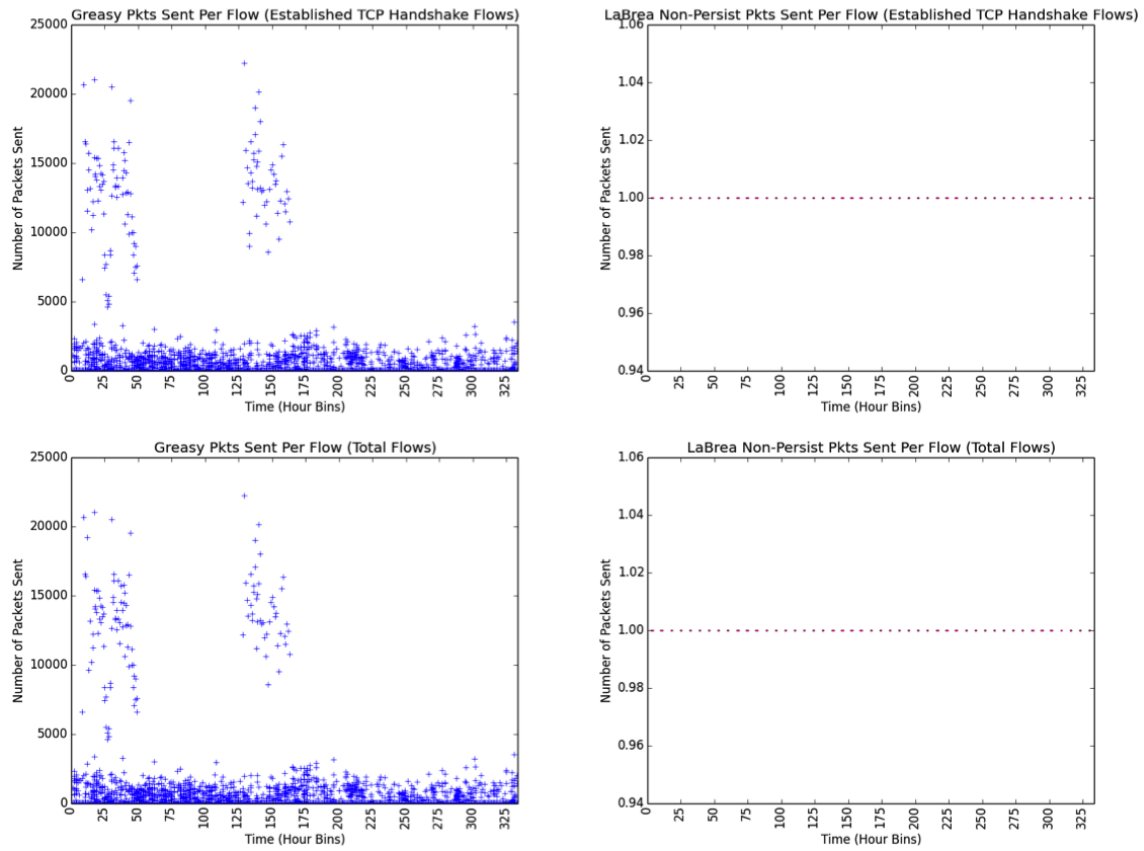 Greasy Pkts Sent Per Flow (Established TCP Handshake Flows)
25000
20000
15000
10000
5000
0
Number of Packets Sent
0 25 50 75 100 125 150 175 200 225 250 275 300 325
Time (Hour Bins)
LaBrea Non-Persist Pkts Sent Per Flow (Established TCP Handshake Flows)
1.06
1.04
1.02
1.00
0.98
0.96
0.94
Number of Packets Sent
0 25 50 75 100 125 150 175 200 225 250 275 300 325
Time (Hour Bins)
Greasy Pkts Sent Per Flow (Total Flows)
25000
20000
15000
10000
5000
0
Number of Packets Sent
0 25 50 75 100 125 150 175 200 225 250 275 300 325
Time (Hour Bins)
LaBrea Non-Persist Pkts Sent Per Flow (Total Flows)
1.06
1.04
1.02
1.00
0.98
0.96
0.94
Number of Packets Sent
0 25 50 75 100 125 150 175 200 225 250 275 300 325
Time (Hour Bins)